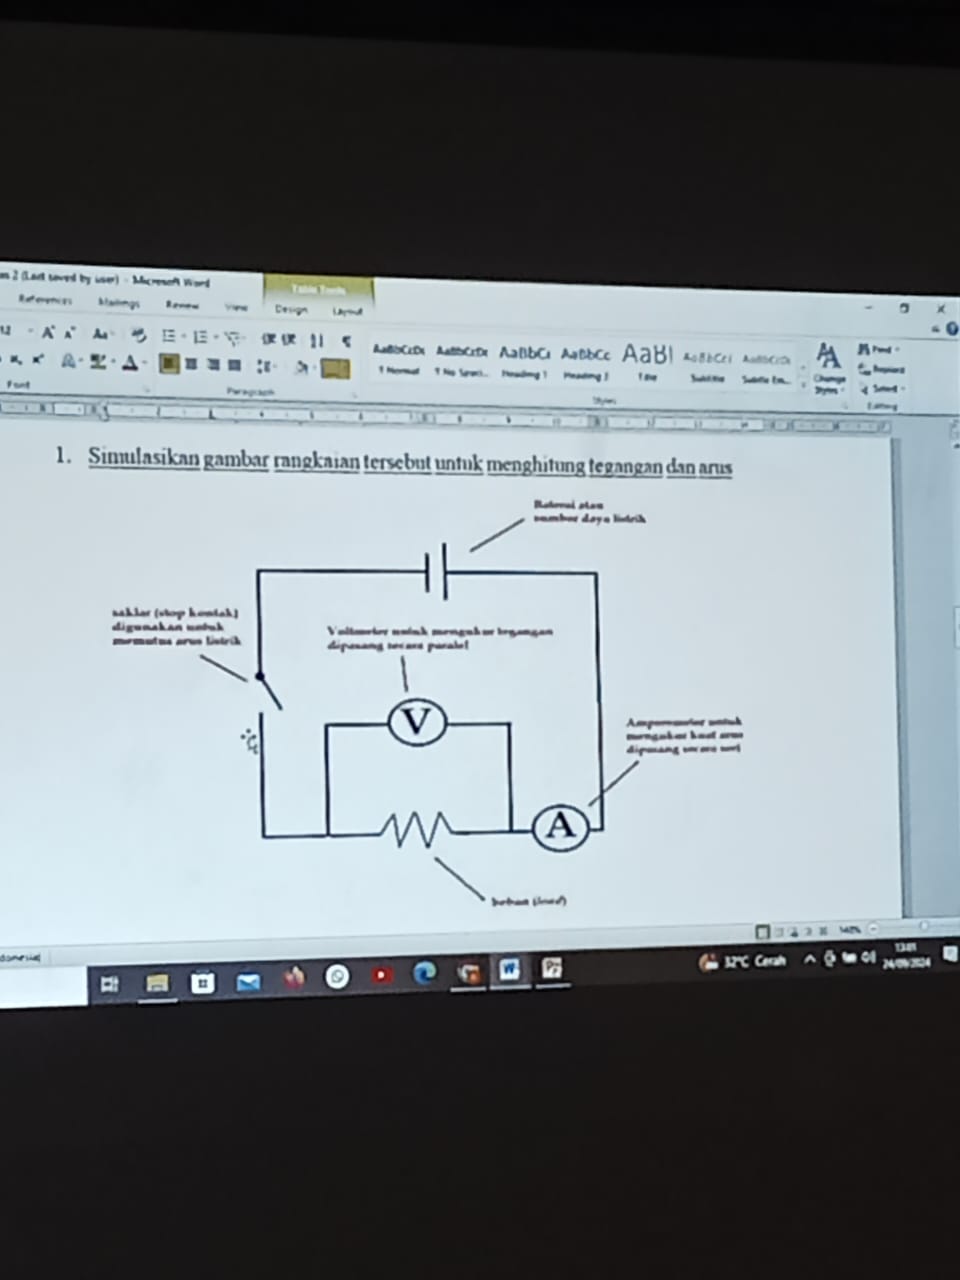 m 2 (Last saved by user) - Microsoft Word
Table Tools
References Mailings Review View Design Layout
12
AaBbCcDc AaBbCcDc AaBbCc AaBbCc AaBl AaBbCcI AaBbCcDc
Find
Replace
Select
1 Normal 1 No Spaci... Heading 1 Heading 2 Title Subtitle Subtle Em...
Change
Styles
Font Paragraph Styles Editing
1. Simulasikan gambar rangkaian tersebut untuk menghitung tegangan dan arus
Baterai atau
sumber daya listrik
saklar (stop kontak)
digunakan untuk
memutus arus listrik
Voltmeter untuk mengukur tegangan
dipasang secara paralel
V
Amperemeter untuk
mengukur kuat arus
dipasang secara seri
A
beban (load)
140%
32°C Cerah
13:01
24/09/2024